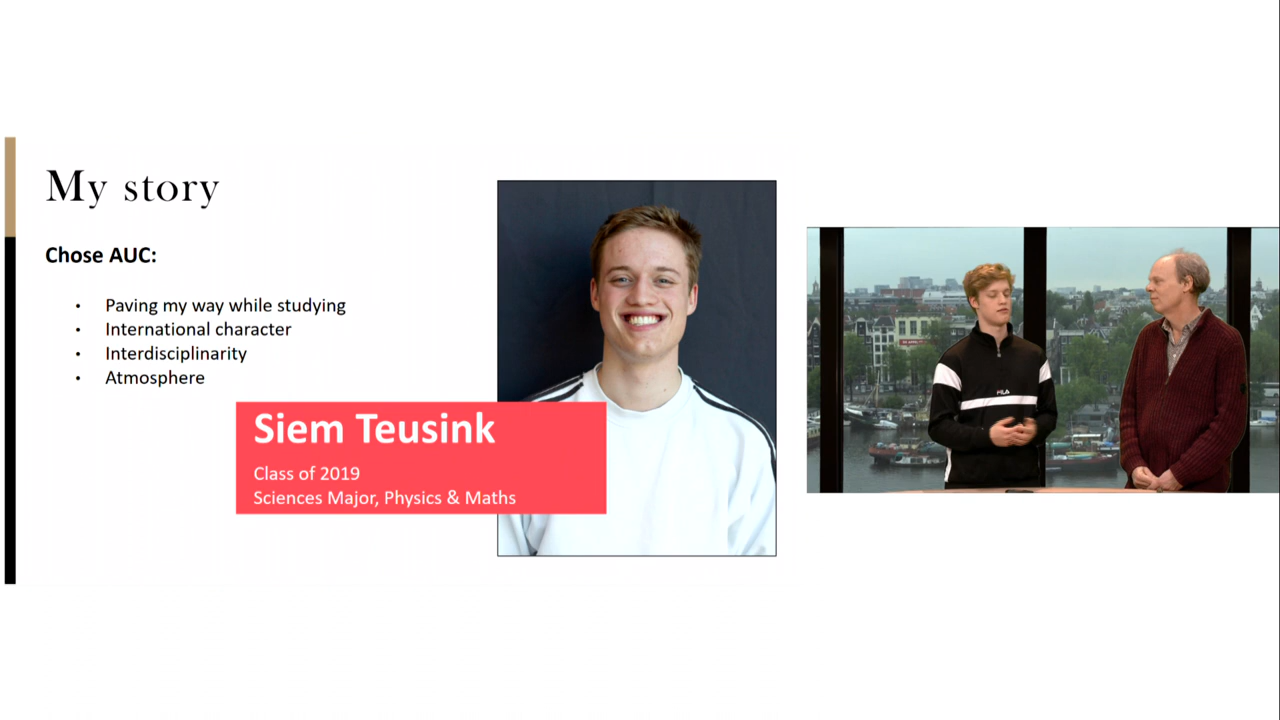 My story
Chose AUC:
• Paving my way while studying
• International character
• Interdisciplinarity
• Atmosphere
Siem Teusink
Class of 2019
Sciences Major, Physics & Maths
FILA